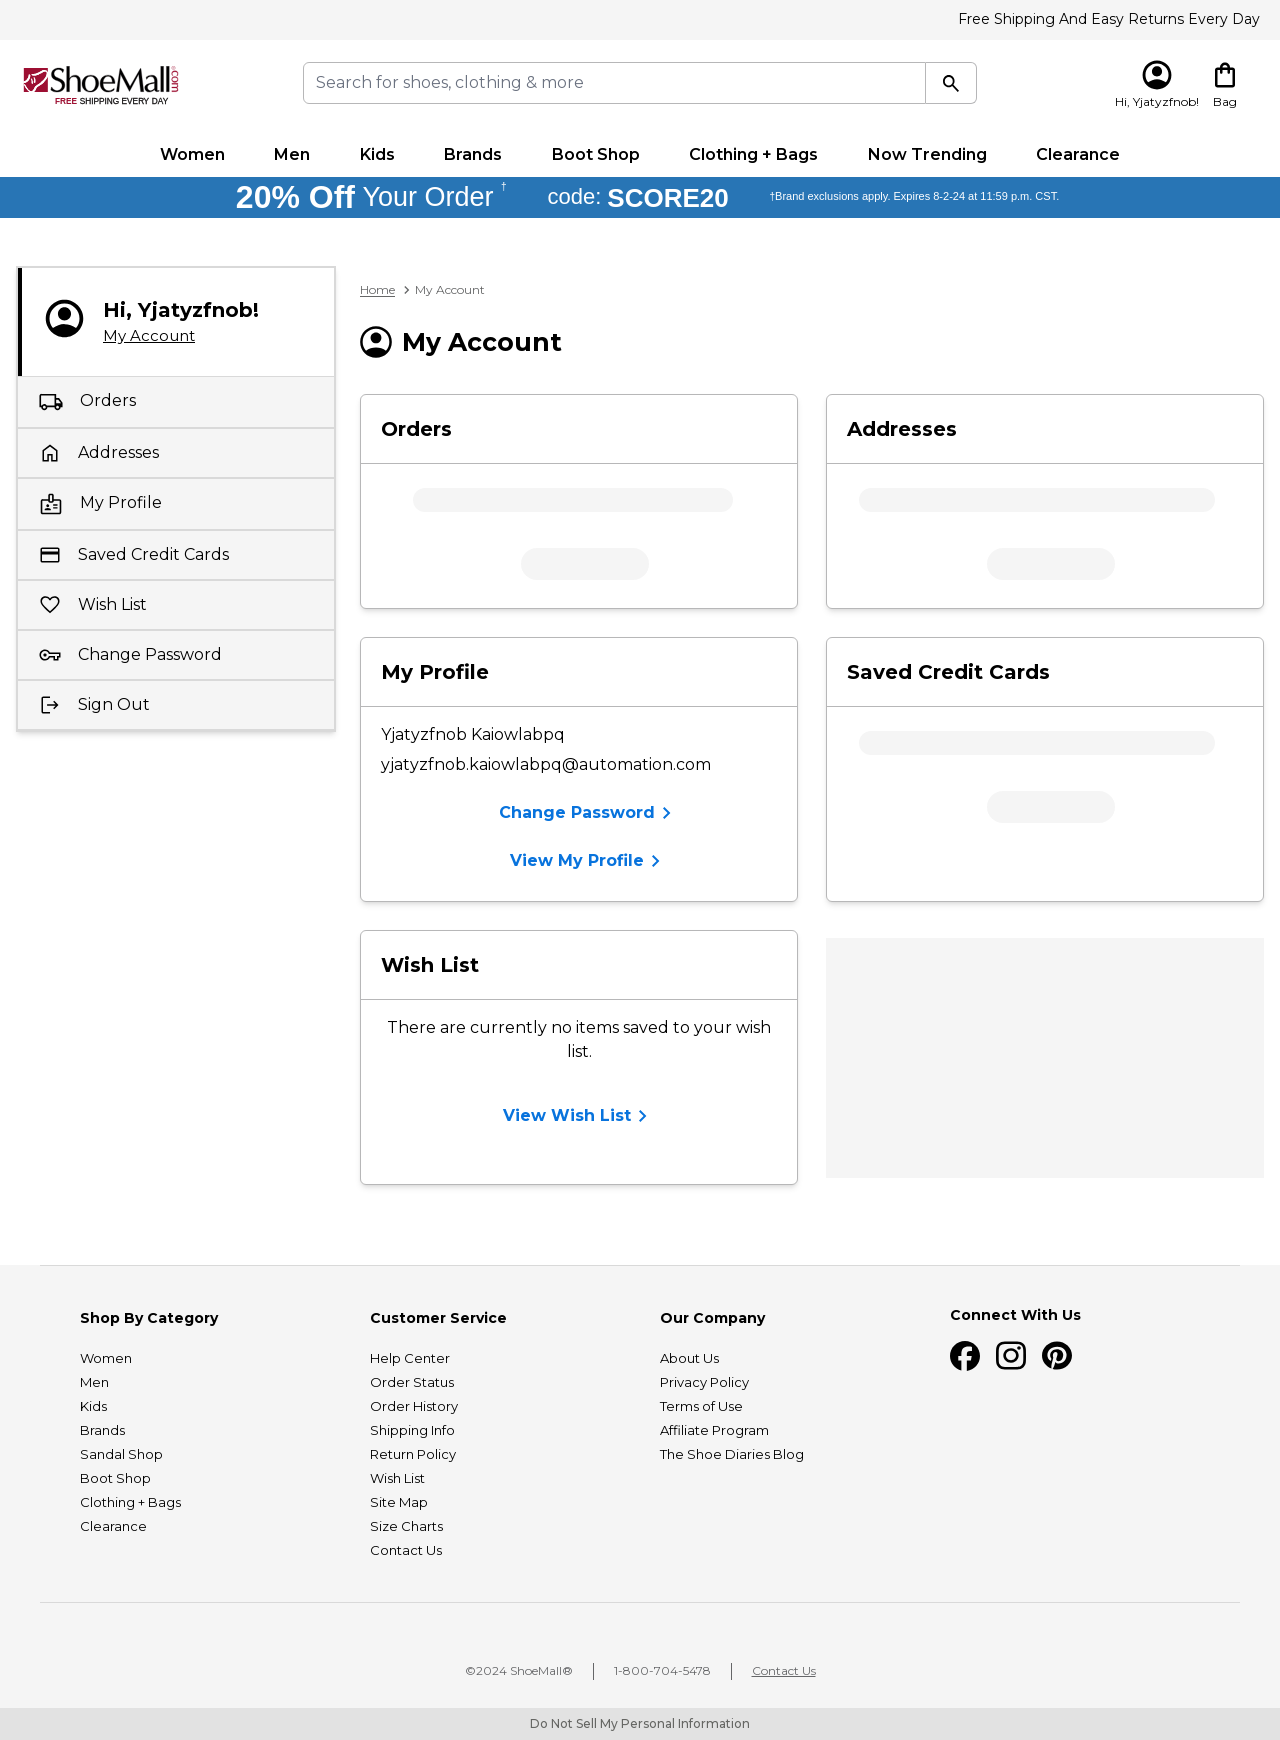 Free Shipping And Easy Returns Every Day
ShoeMall®.com
FREE SHIPPING EVERY DAY
Search for shoes, clothing & more
Hi, Yjatyzfnob!
Bag
Women Men Kids Brands Boot Shop Clothing + Bags Now Trending Clearance
20% Off Your Order † code: SCORE20 †Brand exclusions apply. Expires 8-2-24 at 11:59 p.m. CST.
Hi, Yjatyzfnob!
My Account
Orders
Addresses
My Profile
Saved Credit Cards
Wish List
Change Password
Sign Out
Home > My Account
My Account
Orders
Addresses
My Profile
Yjatyzfnob Kaiowlabpq
yjatyzfnob.kaiowlabpq@automation.com
Change Password
View My Profile
Saved Credit Cards
Wish List
There are currently no items saved to your wish
list.
View Wish List
Shop By Category
Women
Men
Kids
Brands
Sandal Shop
Boot Shop
Clothing + Bags
Clearance
Customer Service
Help Center
Order Status
Order History
Shipping Info
Return Policy
Wish List
Site Map
Size Charts
Contact Us
Our Company
About Us
Privacy Policy
Terms of Use
Affiliate Program
The Shoe Diaries Blog
Connect With Us
©2024 ShoeMall® 1-800-704-5478 Contact Us
Do Not Sell My Personal Information